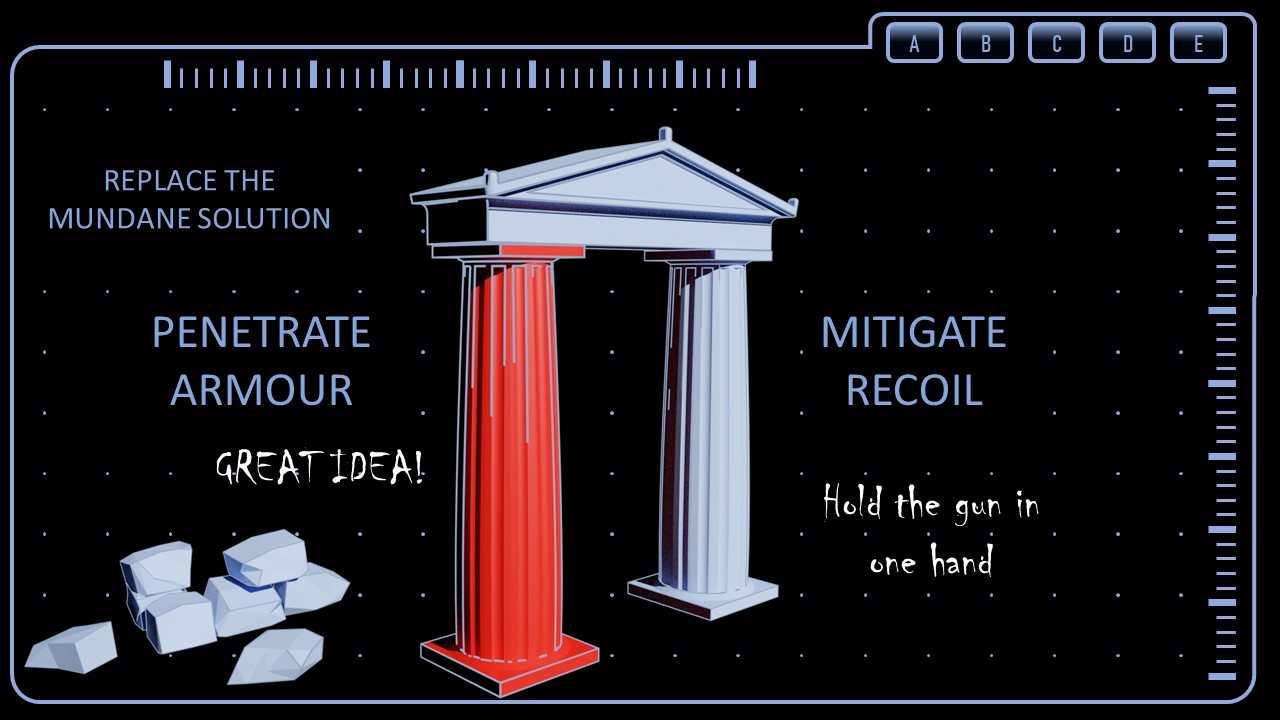 A B C D E
REPLACE THE
MUNDANE SOLUTION
PENETRATE
ARMOUR
GREAT IDEA!
MITIGATE
RECOIL
Hold the gun in
one hand